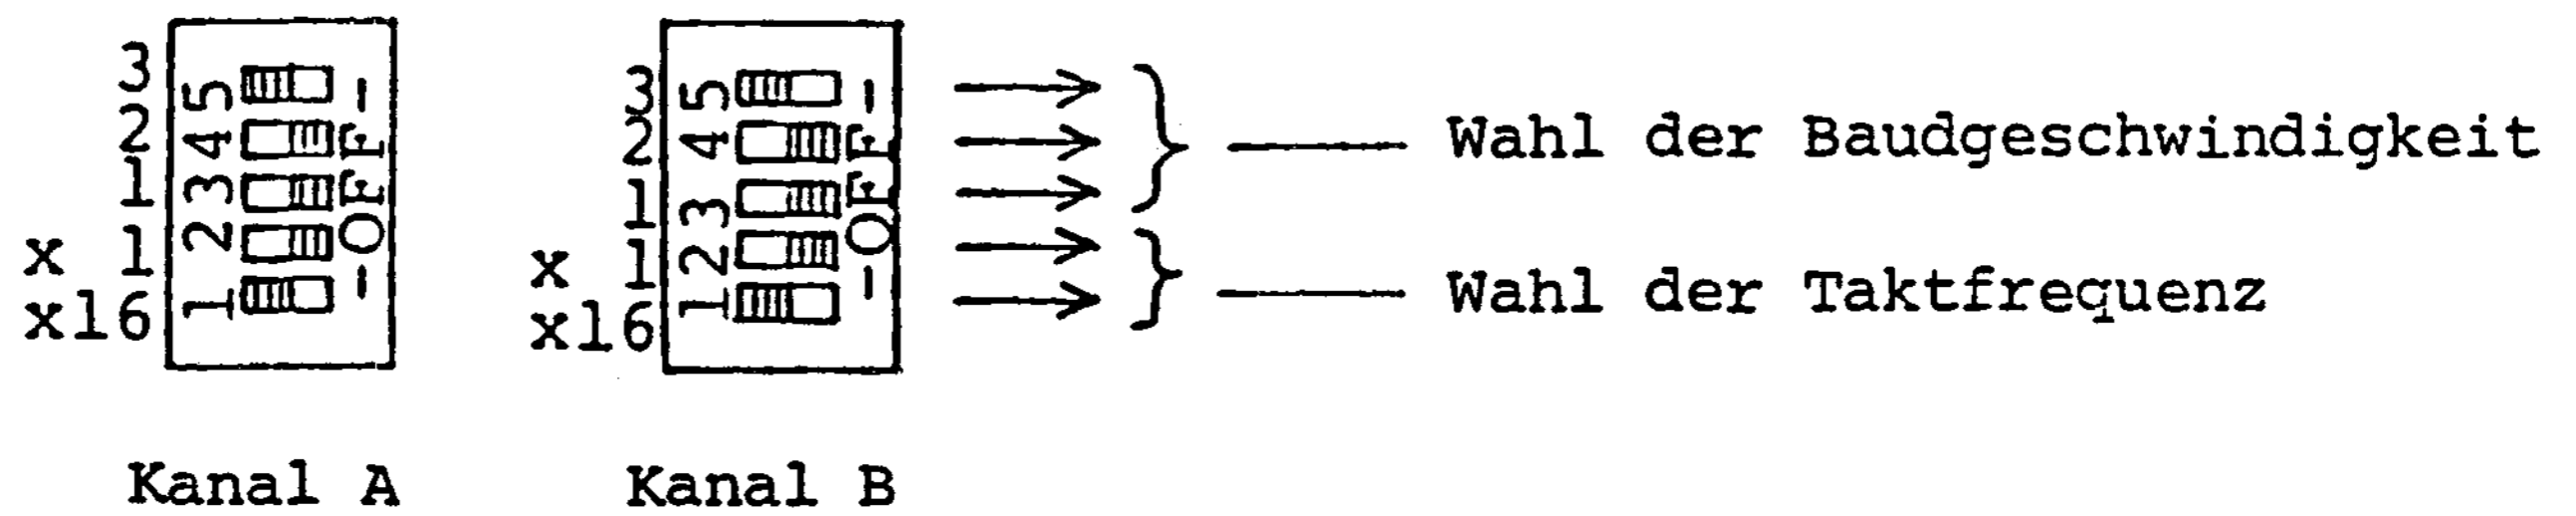 3 5 3 5
2 4 2 4 Wahl der Baudgeschwindigkeit
1 3 1 3
x 1 2 x 1 2
x16 1 x16 1 Wahl der Taktfrequenz
-OFF- -OFF-
Kanal A Kanal B